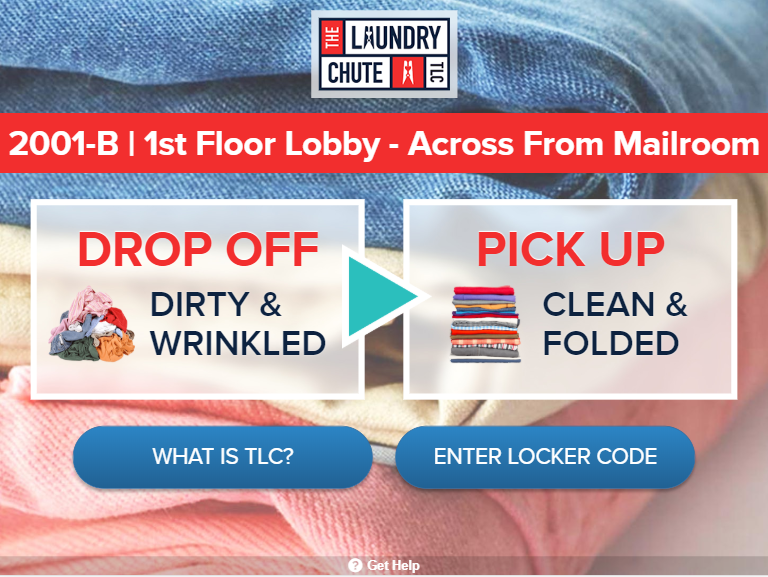 THE LAUNDRY
CHUTE TLC
2001-B | 1st Floor Lobby - Across From Mailroom
DROP OFF
DIRTY &
WRINKLED
PICK UP
CLEAN &
FOLDED
WHAT IS TLC?
ENTER LOCKER CODE
? Get Help